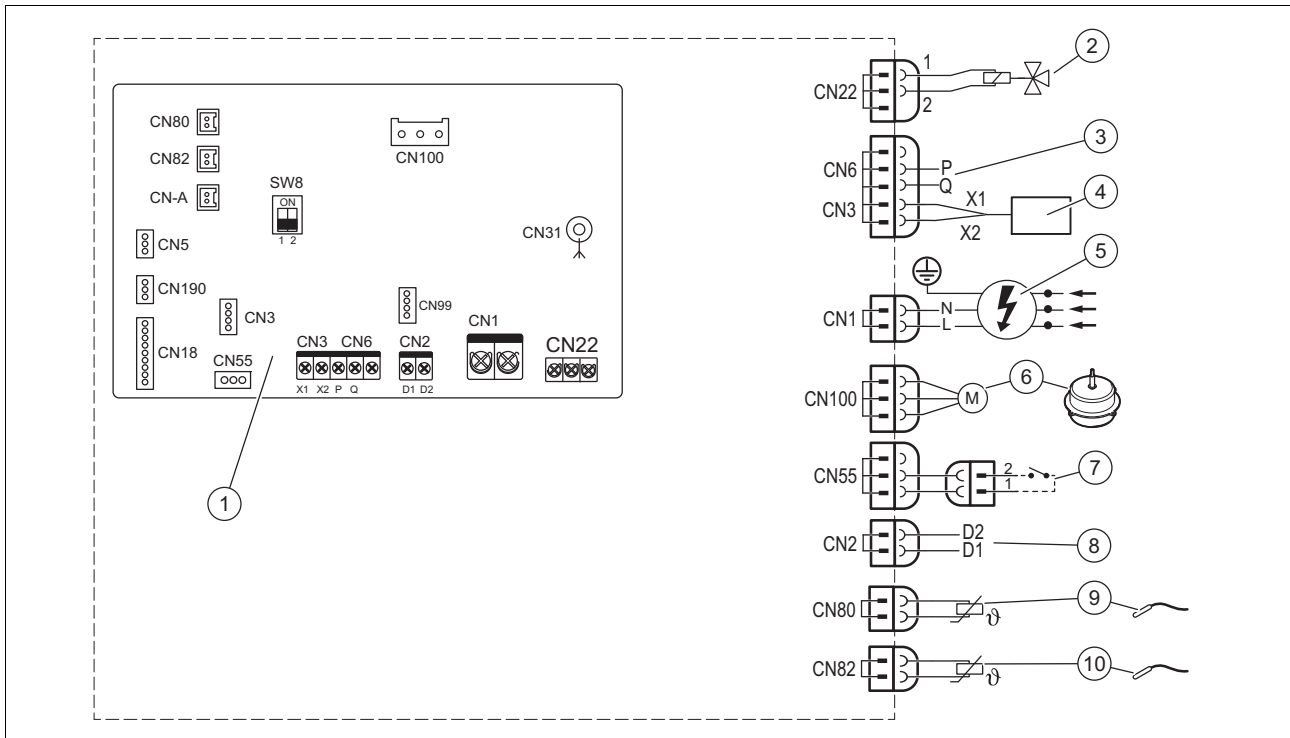 CN80
CN82
CN-A
CN5
CN190
CN18
CN3
CN55
SW8
ON
1 2
CN100
CN31
CN99
CN3 CN6
X1 X2 P Q
CN2
D1 D2
CN1
CN22
1
CN22
1
2
2
CN6
P
Q
3
CN3
X1
X2
4
CN1
N
L
5
CN100
M
6
CN55
2
1
7
CN2
D2
D1
8
CN80
ϑ
9
CN82
ϑ
10